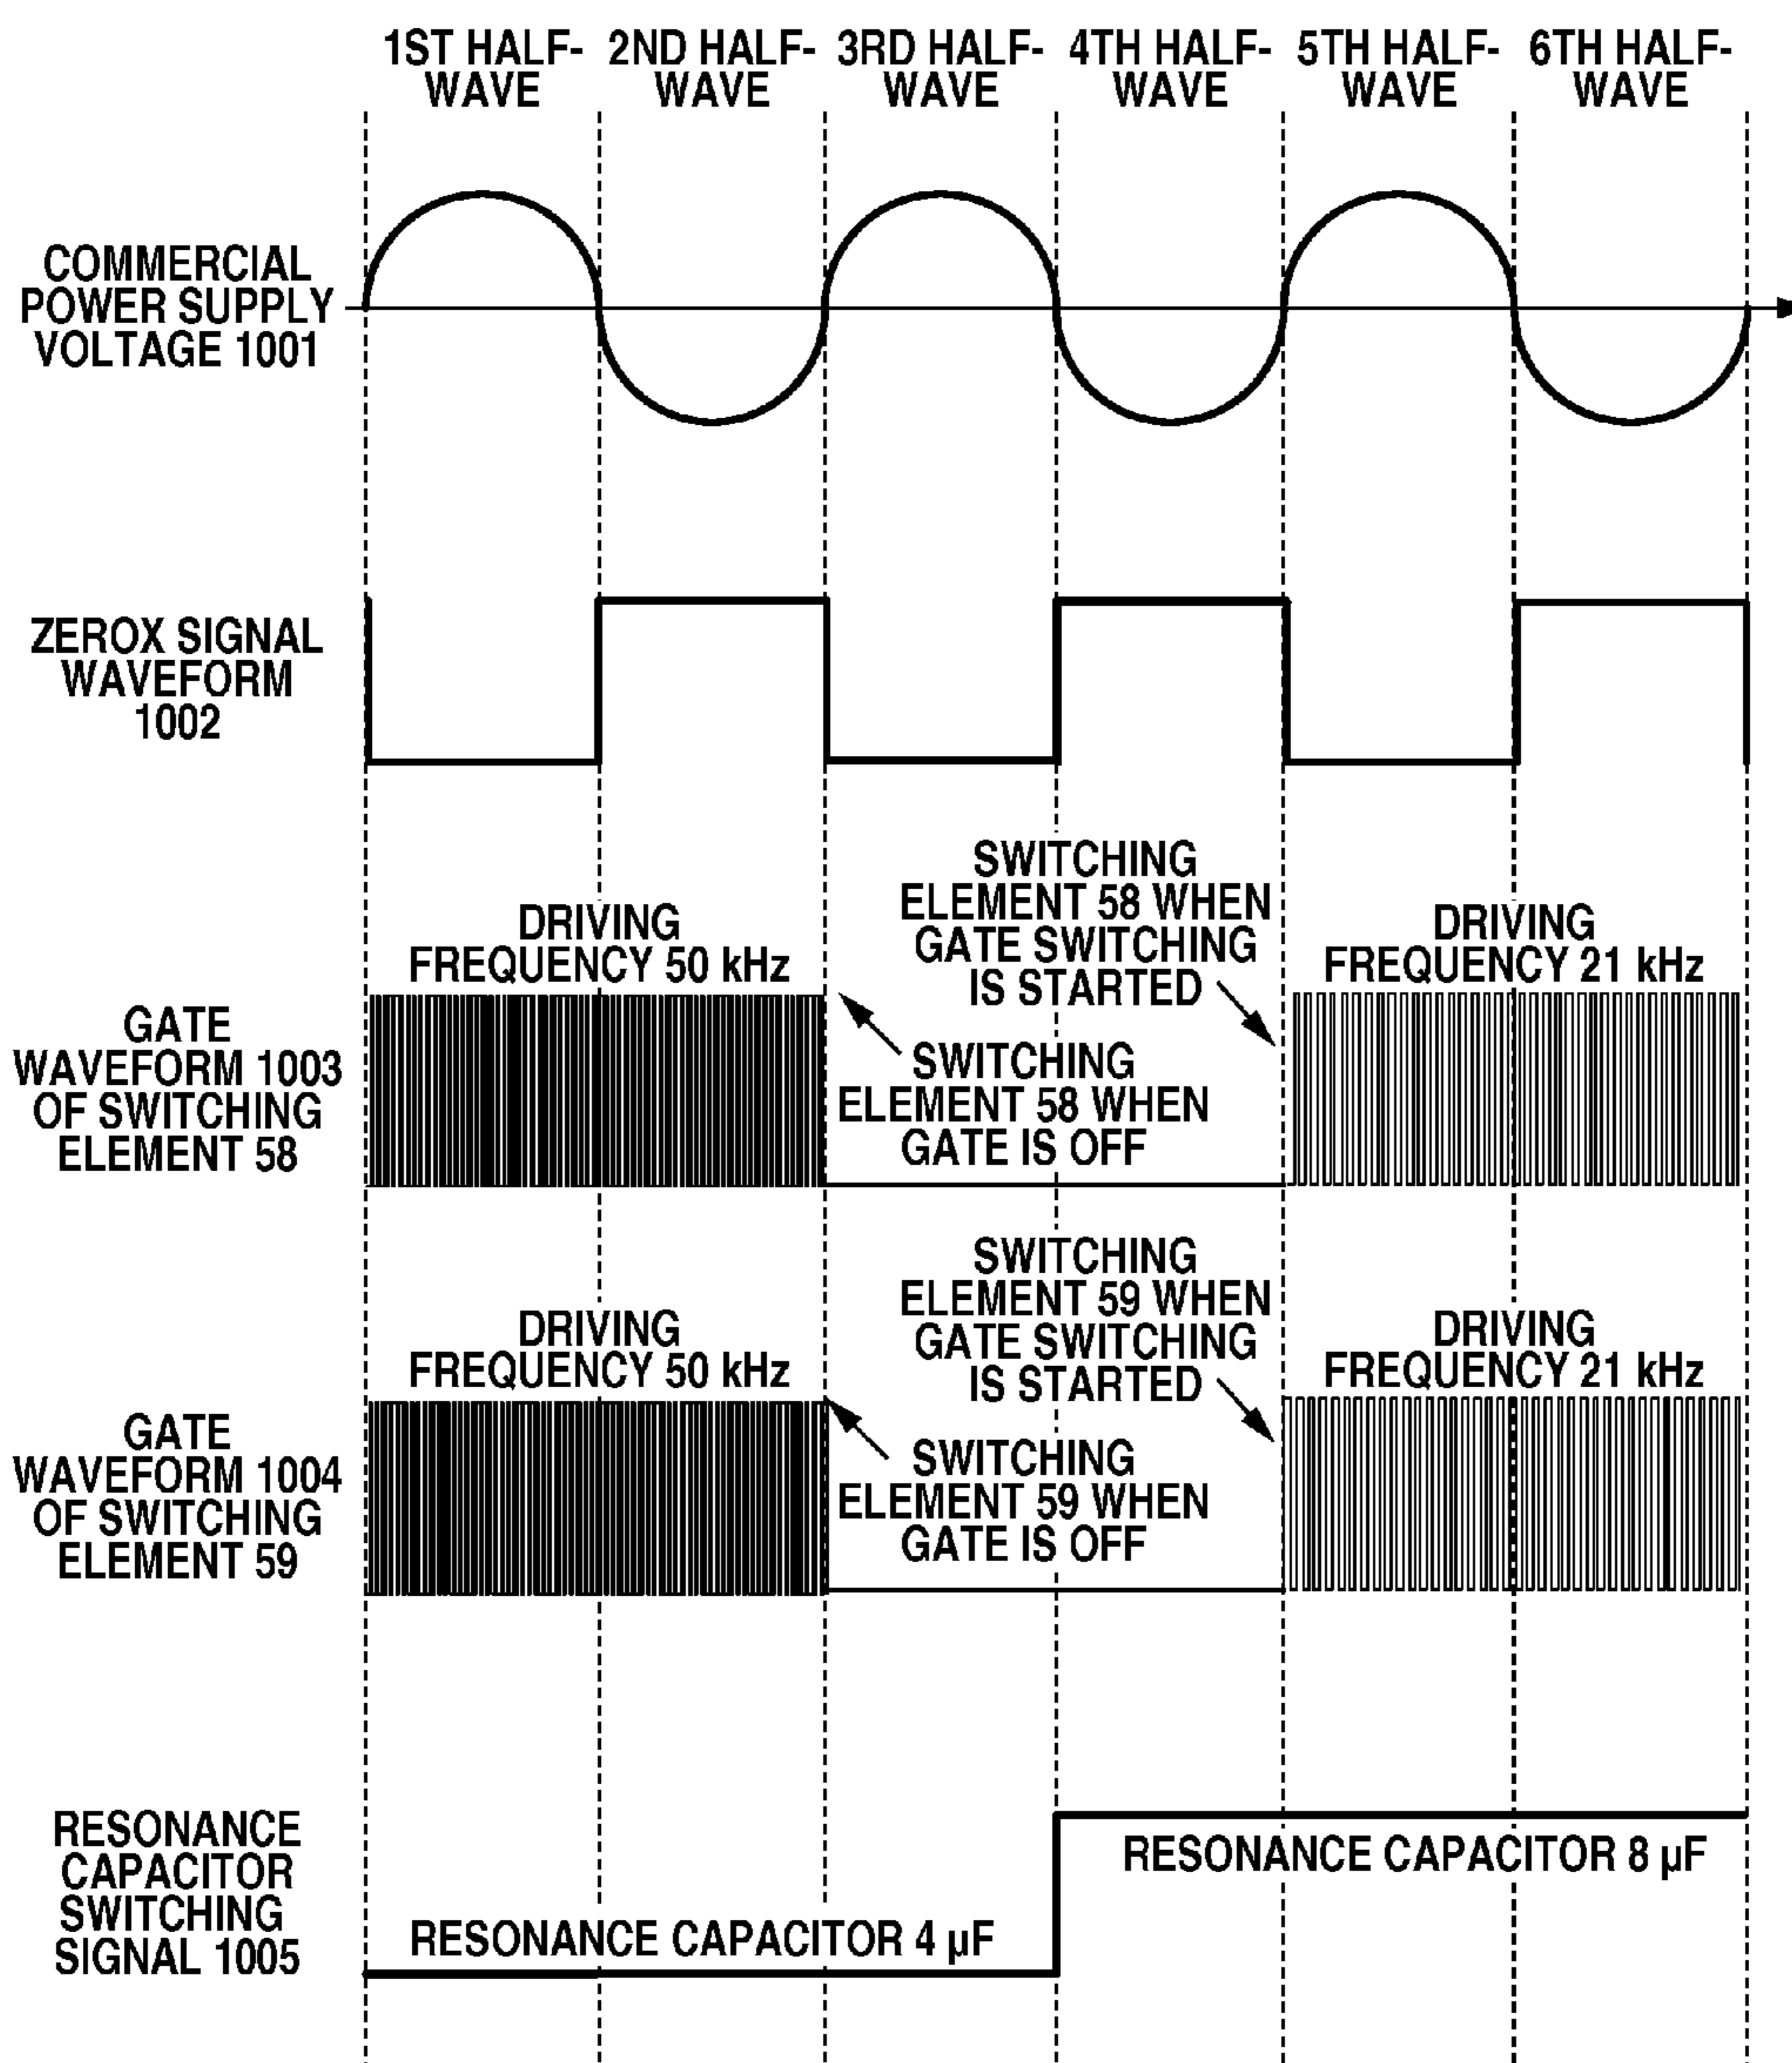 1ST HALF-
WAVE
2ND HALF-
WAVE
3RD HALF-
WAVE
4TH HALF-
WAVE
5TH HALF-
WAVE
6TH HALF-
WAVE
COMMERCIAL
POWER SUPPLY
VOLTAGE 1001
ZEROX SIGNAL
WAVEFORM
1002
GATE
WAVEFORM 1003
OF SWITCHING
ELEMENT 58
DRIVING
FREQUENCY 50 kHz
SWITCHING
ELEMENT 58 WHEN
GATE SWITCHING
IS STARTED
SWITCHING
ELEMENT 58 WHEN
GATE IS OFF
DRIVING
FREQUENCY 21 kHz
GATE
WAVEFORM 1004
OF SWITCHING
ELEMENT 59
DRIVING
FREQUENCY 50 kHz
SWITCHING
ELEMENT 59 WHEN
GATE SWITCHING
IS STARTED
SWITCHING
ELEMENT 59 WHEN
GATE IS OFF
DRIVING
FREQUENCY 21 kHz
RESONANCE
CAPACITOR
SWITCHING
SIGNAL 1005
RESONANCE CAPACITOR 4 µF
RESONANCE CAPACITOR 8 µF